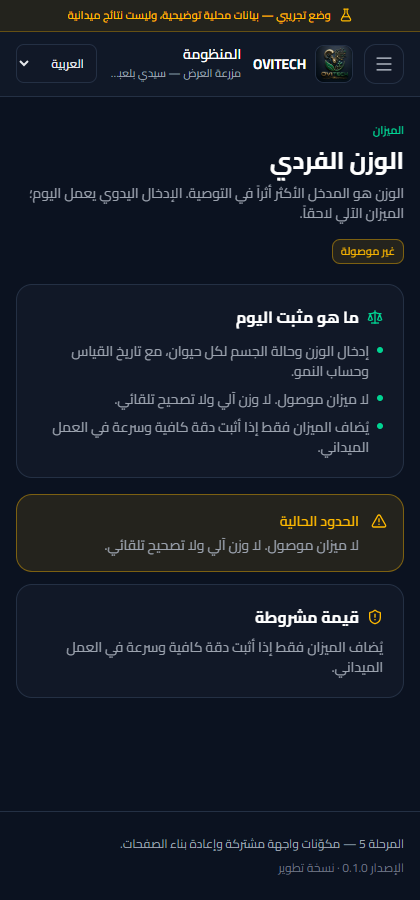 وضع تجريبي — بيانات محلية توضيحية، وليست نتائج ميدانية
OVITECH
OVITECH
المنظومة
مزرعة العرض — سيدي بلعبـ...
العربية
الميزان
الوزن الفردي
الوزن هو المدخل الأكثر أثراً في التوصية. الإدخال اليدوي يعمل اليوم؛
الميزان الآلي لاحقاً.
غير موصولة
ما هو مثبت اليوم
إدخال الوزن وحالة الجسم لكل حيوان، مع تاريخ القياس
وحساب النمو.
لا ميزان موصول. لا وزن آلي ولا تصحيح تلقائي.
يُضاف الميزان فقط إذا أثبت دقة كافية وسرعة في العمل
الميداني.
الحدود الحالية
لا ميزان موصول. لا وزن آلي ولا تصحيح تلقائي.
قيمة مشروطة
يُضاف الميزان فقط إذا أثبت دقة كافية وسرعة في العمل
الميداني.
المرحلة 5 — مكوّنات واجهة مشتركة وإعادة بناء الصفحات.
الإصدار 0.1.0 · نسخة تطوير